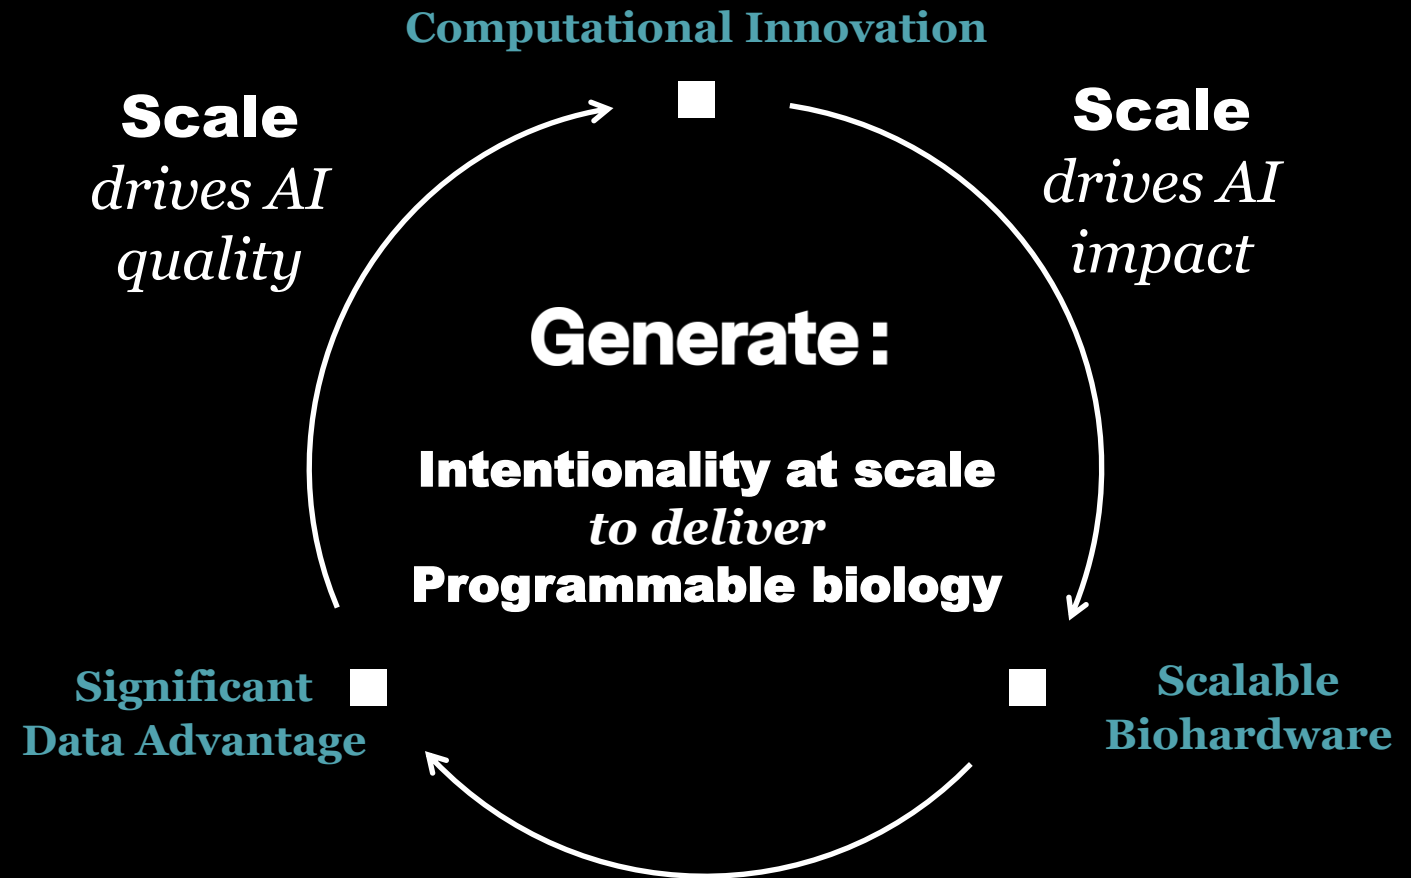 Computational Innovation
Scale
drives AI
quality
Scale
drives AI
impact
Generate:
Intentionality at scale
to deliver
Programmable biology
Significant
Data Advantage
Scalable
Biohardware